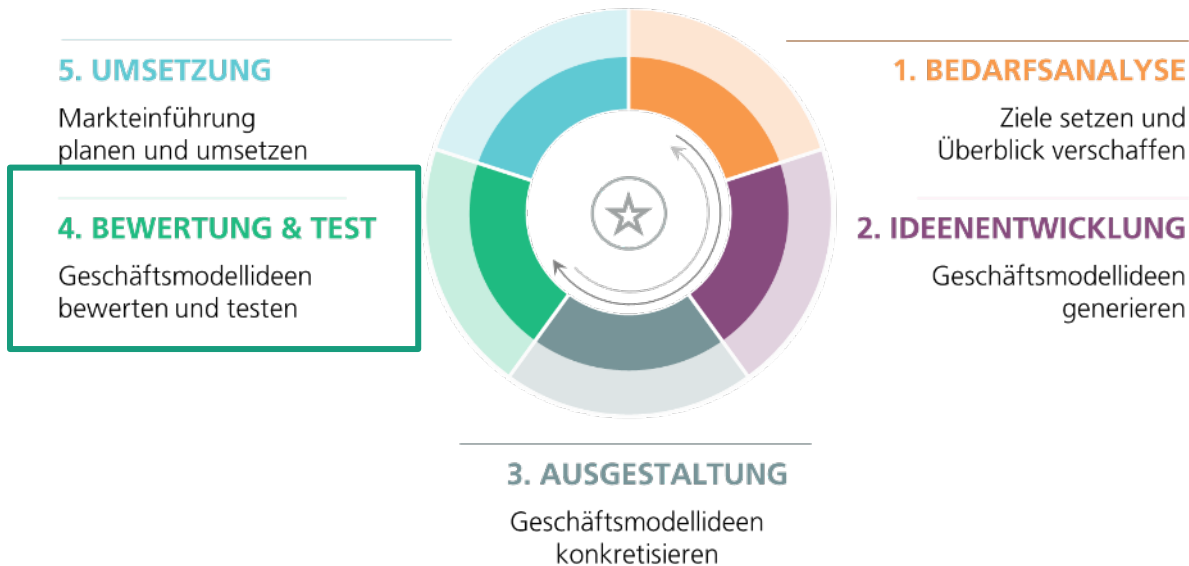 5. UMSETZUNG
Markteinführung
planen und umsetzen
4. BEWERTUNG & TEST
Geschäftsmodellideen
bewerten und testen
1. BEDARFSANALYSE
Ziele setzen und
Überblick verschaffen
2. IDEENENTWICKLUNG
Geschäftsmodellideen
generieren
3. AUSGESTALTUNG
Geschäftsmodellideen
konkretisieren